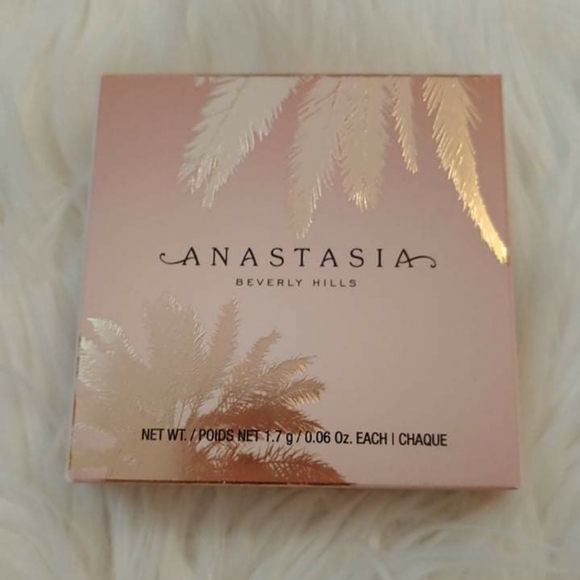 ANASTASIA
BEVERLY HILLS
NET WT. / POIDS NET 1.7 g / 0.06 Oz. EACH | CHAQUE